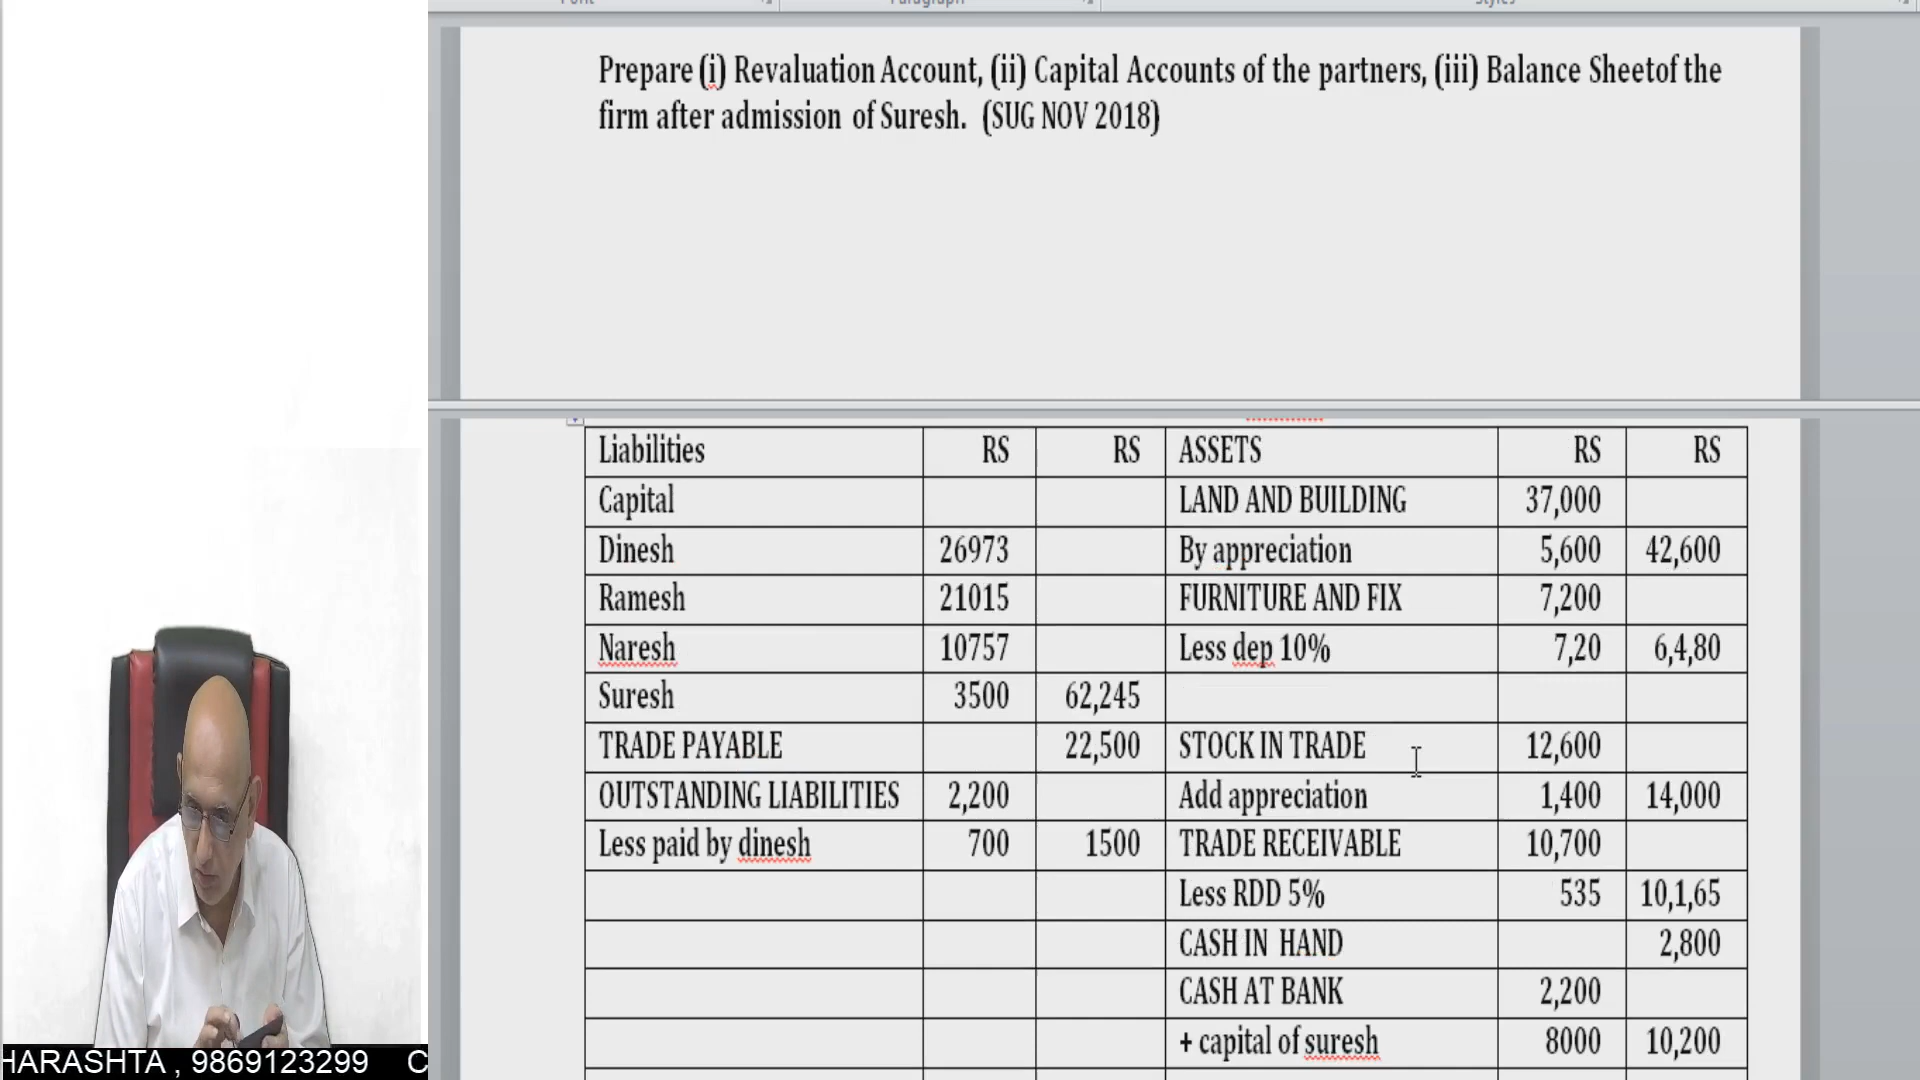 Font Paragraph Styles
Prepare (i) Revaluation Account, (ii) Capital Accounts of the partners, (iii) Balance Sheetof the
firm after admission of Suresh. (SUG NOV 2018)
Liabilities RS RS ASSETS RS RS
Capital LAND AND BUILDING 37,000
Dinesh 26973 By appreciation 5,600 42,600
Ramesh 21015 FURNITURE AND FIX 7,200
Naresh 10757 Less dep 10% 7,20 6,4,80
Suresh 3500 62,245
TRADE PAYABLE 22,500 STOCK IN TRADE 12,600
OUTSTANDING LIABILITIES 2,200 Add appreciation 1,400 14,000
Less paid by dinesh 700 1500 TRADE RECEIVABLE 10,700
Less RDD 5% 535 10,1,65
CASH IN HAND 2,800
CASH AT BANK 2,200
+ capital of suresh 8000 10,200
HARASHTA , 9869123299 C